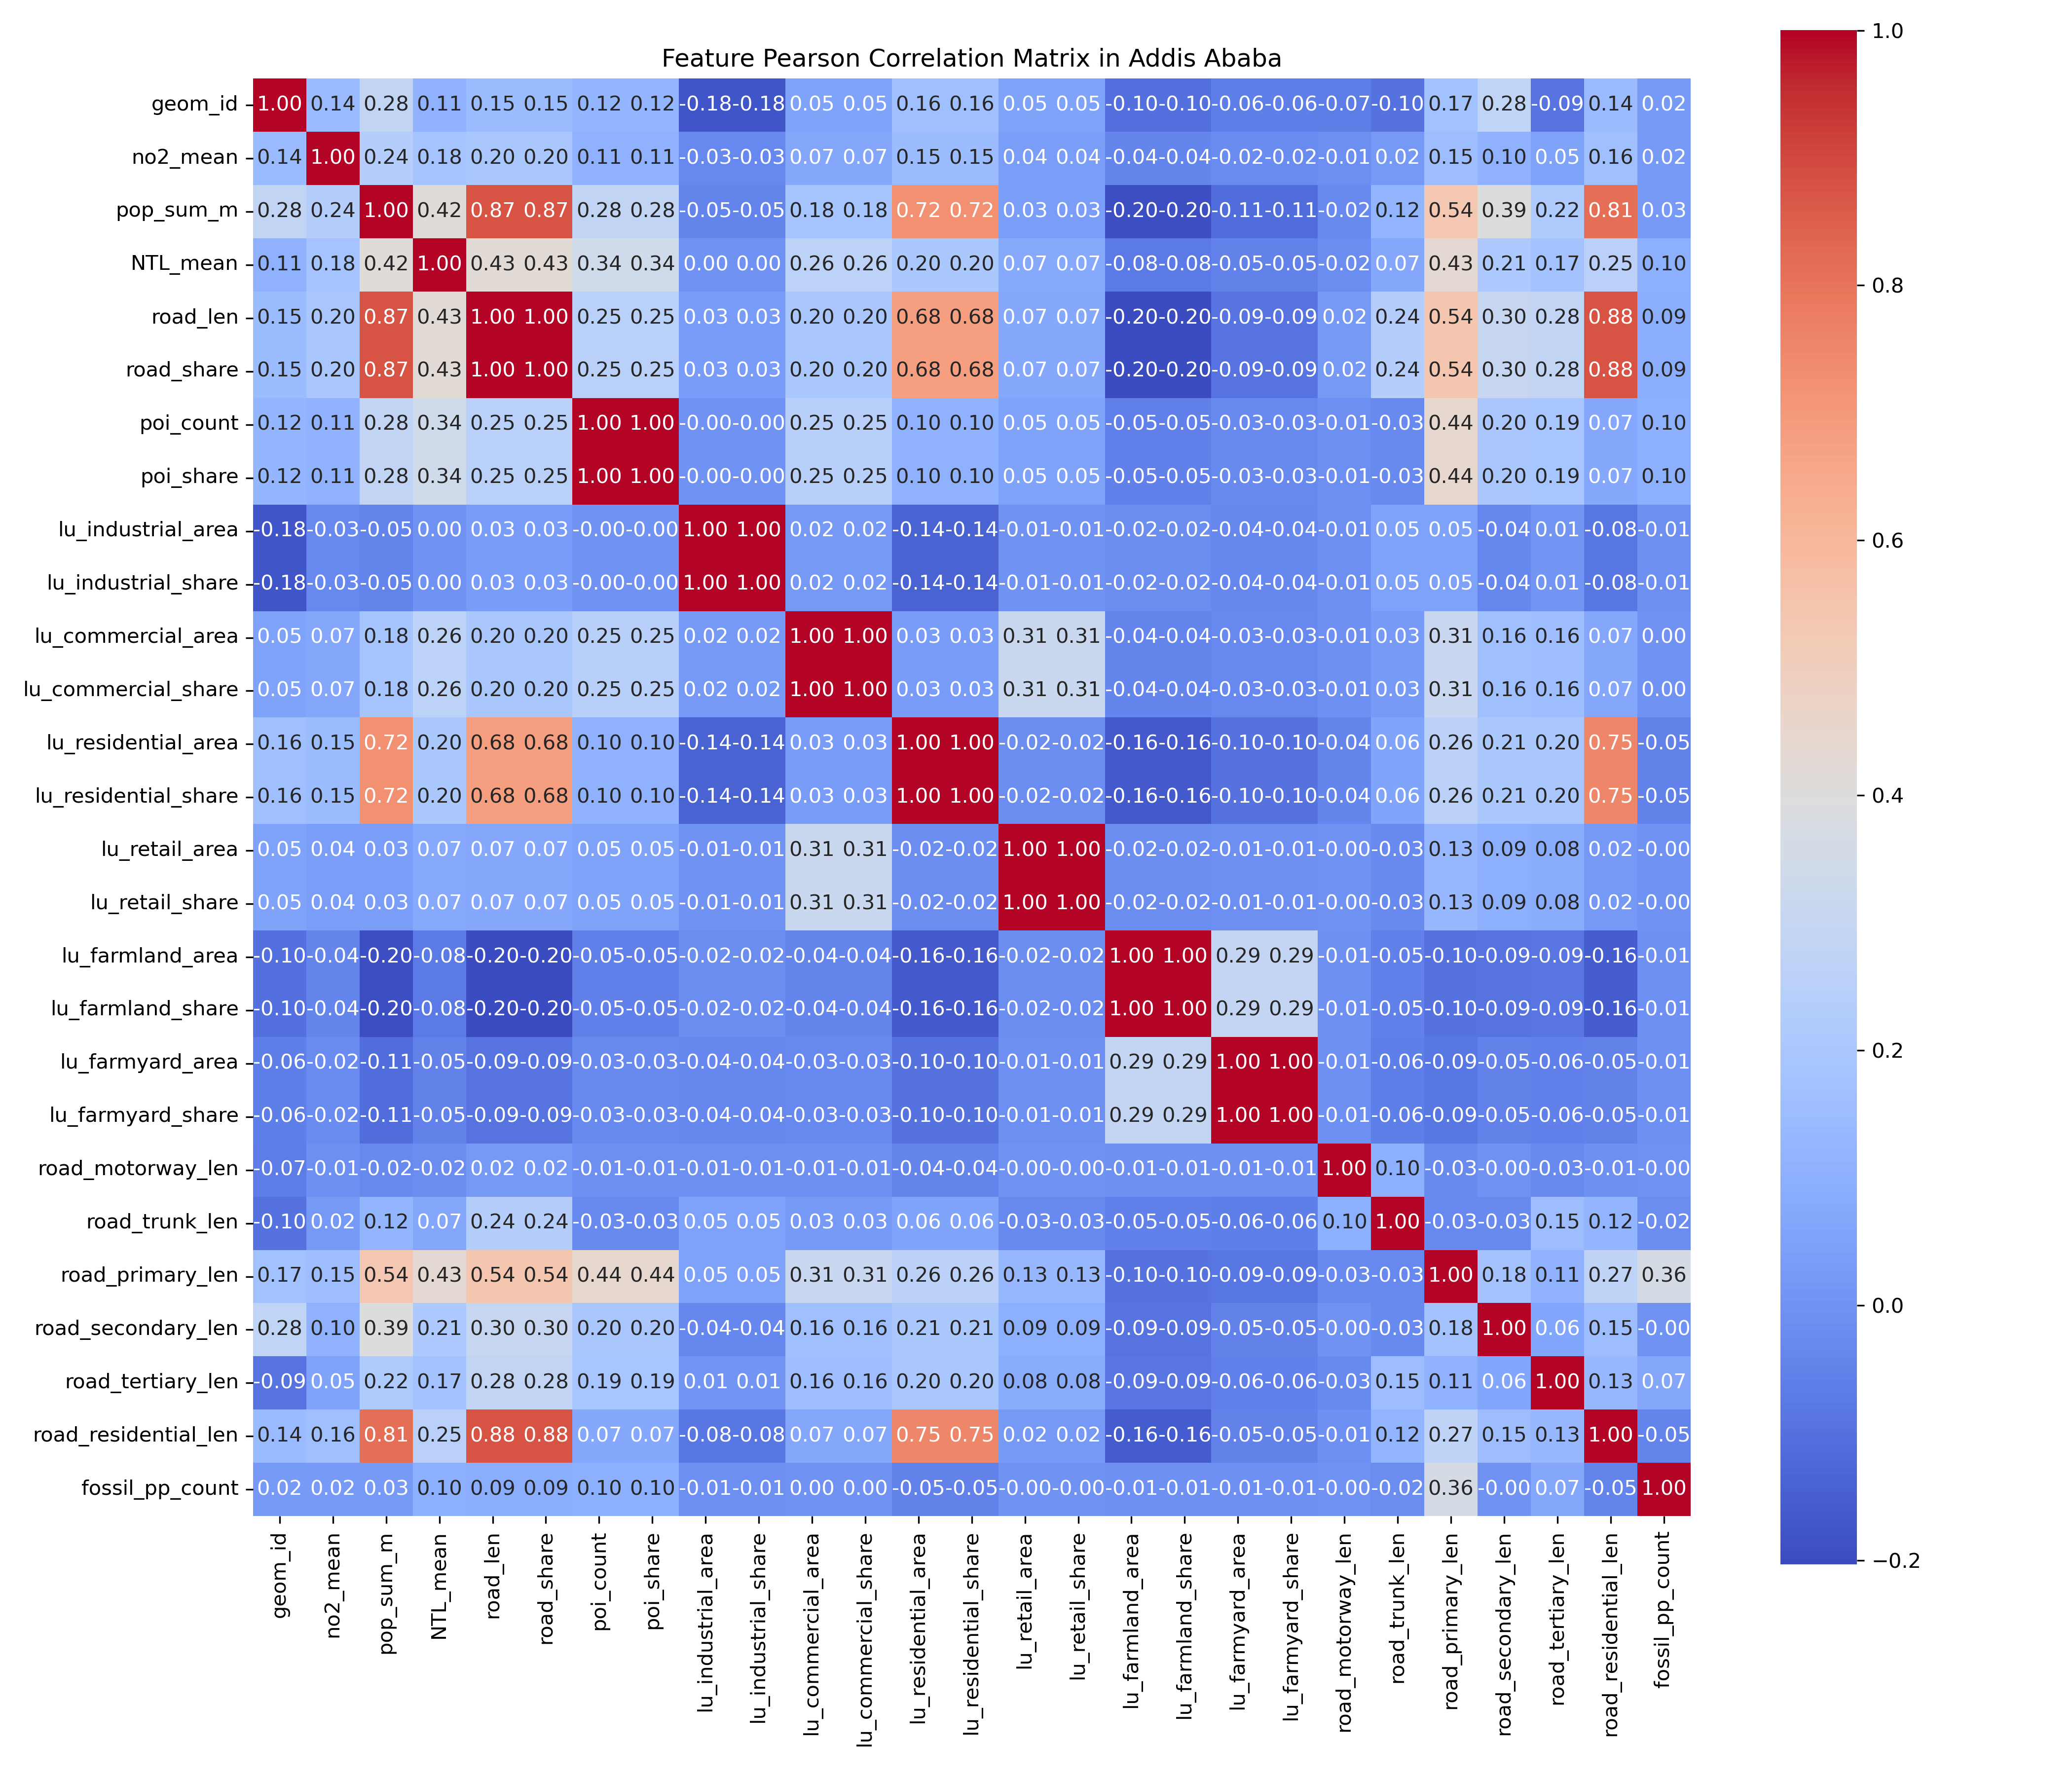 Feature Pearson Correlation Matrix in Addis Ababa
geom_id 1.00 0.14 0.28 0.11 0.15 0.15 0.12 0.12 -0.18 -0.18 0.05 0.05 0.16 0.16 0.05 0.05 -0.10 -0.10 -0.06 -0.06 -0.07 -0.10 0.17 0.28 -0.09 0.14 0.02
no2_mean 0.14 1.00 0.24 0.18 0.20 0.20 0.11 0.11 -0.03 -0.03 0.07 0.07 0.15 0.15 0.04 0.04 -0.04 -0.04 -0.02 -0.02 -0.01 0.02 0.15 0.10 0.05 0.16 0.02
pop_sum_m 0.28 0.24 1.00 0.42 0.87 0.87 0.28 0.28 -0.05 -0.05 0.18 0.18 0.72 0.72 0.03 0.03 -0.20 -0.20 -0.11 -0.11 -0.02 0.12 0.54 0.39 0.22 0.81 0.03
NTL_mean 0.11 0.18 0.42 1.00 0.43 0.43 0.34 0.34 0.00 0.00 0.26 0.26 0.20 0.20 0.07 0.07 -0.08 -0.08 -0.05 -0.05 -0.02 0.07 0.43 0.21 0.17 0.25 0.10
road_len 0.15 0.20 0.87 0.43 1.00 1.00 0.25 0.25 0.03 0.03 0.20 0.20 0.68 0.68 0.07 0.07 -0.20 -0.20 -0.09 -0.09 0.02 0.24 0.54 0.30 0.28 0.88 0.09
road_share 0.15 0.20 0.87 0.43 1.00 1.00 0.25 0.25 0.03 0.03 0.20 0.20 0.68 0.68 0.07 0.07 -0.20 -0.20 -0.09 -0.09 0.02 0.24 0.54 0.30 0.28 0.88 0.09
poi_count 0.12 0.11 0.28 0.34 0.25 0.25 1.00 1.00 -0.00 -0.00 0.25 0.25 0.10 0.10 0.05 0.05 -0.05 -0.05 -0.03 -0.03 -0.01 -0.03 0.44 0.20 0.19 0.07 0.10
poi_share 0.12 0.11 0.28 0.34 0.25 0.25 1.00 1.00 -0.00 -0.00 0.25 0.25 0.10 0.10 0.05 0.05 -0.05 -0.05 -0.03 -0.03 -0.01 -0.03 0.44 0.20 0.19 0.07 0.10
lu_industrial_area -0.18 -0.03 -0.05 0.00 0.03 0.03 -0.00 -0.00 1.00 1.00 0.02 0.02 -0.14 -0.14 -0.01 -0.01 -0.02 -0.02 -0.04 -0.04 -0.01 0.05 0.05 -0.04 0.01 -0.08 -0.01
lu_industrial_share -0.18 -0.03 -0.05 0.00 0.03 0.03 -0.00 -0.00 1.00 1.00 0.02 0.02 -0.14 -0.14 -0.01 -0.01 -0.02 -0.02 -0.04 -0.04 -0.01 0.05 0.05 -0.04 0.01 -0.08 -0.01
lu_commercial_area 0.05 0.07 0.18 0.26 0.20 0.20 0.25 0.25 0.02 0.02 1.00 1.00 0.03 0.03 0.31 0.31 -0.04 -0.04 -0.03 -0.03 -0.01 0.03 0.31 0.16 0.16 0.07 0.00
lu_commercial_share 0.05 0.07 0.18 0.26 0.20 0.20 0.25 0.25 0.02 0.02 1.00 1.00 0.03 0.03 0.31 0.31 -0.04 -0.04 -0.03 -0.03 -0.01 0.03 0.31 0.16 0.16 0.07 0.00
lu_residential_area 0.16 0.15 0.72 0.20 0.68 0.68 0.10 0.10 -0.14 -0.14 0.03 0.03 1.00 1.00 -0.02 -0.02 -0.16 -0.16 -0.10 -0.10 -0.04 0.06 0.26 0.21 0.20 0.75 -0.05
lu_residential_share 0.16 0.15 0.72 0.20 0.68 0.68 0.10 0.10 -0.14 -0.14 0.03 0.03 1.00 1.00 -0.02 -0.02 -0.16 -0.16 -0.10 -0.10 -0.04 0.06 0.26 0.21 0.20 0.75 -0.05
lu_retail_area 0.05 0.04 0.03 0.07 0.07 0.07 0.05 0.05 -0.01 -0.01 0.31 0.31 -0.02 -0.02 1.00 1.00 -0.02 -0.02 -0.01 -0.01 -0.00 -0.03 0.13 0.09 0.08 0.02 -0.00
lu_retail_share 0.05 0.04 0.03 0.07 0.07 0.07 0.05 0.05 -0.01 -0.01 0.31 0.31 -0.02 -0.02 1.00 1.00 -0.02 -0.02 -0.01 -0.01 -0.00 -0.03 0.13 0.09 0.08 0.02 -0.00
lu_farmland_area -0.10 -0.04 -0.20 -0.08 -0.20 -0.20 -0.05 -0.05 -0.02 -0.02 -0.04 -0.04 -0.16 -0.16 -0.02 -0.02 1.00 1.00 0.29 0.29 -0.01 -0.05 -0.10 -0.09 -0.09 -0.16 -0.01
lu_farmland_share -0.10 -0.04 -0.20 -0.08 -0.20 -0.20 -0.05 -0.05 -0.02 -0.02 -0.04 -0.04 -0.16 -0.16 -0.02 -0.02 1.00 1.00 0.29 0.29 -0.01 -0.05 -0.10 -0.09 -0.09 -0.16 -0.01
lu_farmyard_area -0.06 -0.02 -0.11 -0.05 -0.09 -0.09 -0.03 -0.03 -0.04 -0.04 -0.03 -0.03 -0.10 -0.10 -0.01 -0.01 0.29 0.29 1.00 1.00 -0.01 -0.06 -0.09 -0.05 -0.06 -0.05 -0.01
lu_farmyard_share -0.06 -0.02 -0.11 -0.05 -0.09 -0.09 -0.03 -0.03 -0.04 -0.04 -0.03 -0.03 -0.10 -0.10 -0.01 -0.01 0.29 0.29 1.00 1.00 -0.01 -0.06 -0.09 -0.05 -0.06 -0.05 -0.01
road_motorway_len -0.07 -0.01 -0.02 -0.02 0.02 0.02 -0.01 -0.01 -0.01 -0.01 -0.01 -0.01 -0.04 -0.04 -0.00 -0.00 -0.01 -0.01 -0.01 -0.01 1.00 0.10 -0.03 -0.00 -0.03 -0.01 -0.00
road_trunk_len -0.10 0.02 0.12 0.07 0.24 0.24 -0.03 -0.03 0.05 0.05 0.03 0.03 0.06 0.06 -0.03 -0.03 -0.05 -0.05 -0.06 -0.06 0.10 1.00 -0.03 -0.03 0.15 0.12 -0.02
road_primary_len 0.17 0.15 0.54 0.43 0.54 0.54 0.44 0.44 0.05 0.05 0.31 0.31 0.26 0.26 0.13 0.13 -0.10 -0.10 -0.09 -0.09 -0.03 -0.03 1.00 0.18 0.11 0.27 0.36
road_secondary_len 0.28 0.10 0.39 0.21 0.30 0.30 0.20 0.20 -0.04 -0.04 0.16 0.16 0.21 0.21 0.09 0.09 -0.09 -0.09 -0.05 -0.05 -0.00 -0.03 0.18 1.00 0.06 0.15 -0.00
road_tertiary_len -0.09 0.05 0.22 0.17 0.28 0.28 0.19 0.19 0.01 0.01 0.16 0.16 0.20 0.20 0.08 0.08 -0.09 -0.09 -0.06 -0.06 -0.03 0.15 0.11 0.06 1.00 0.13 0.07
road_residential_len 0.14 0.16 0.81 0.25 0.88 0.88 0.07 0.07 -0.08 -0.08 0.07 0.07 0.75 0.75 0.02 0.02 -0.16 -0.16 -0.05 -0.05 -0.01 0.12 0.27 0.15 0.13 1.00 -0.05
fossil_pp_count 0.02 0.02 0.03 0.10 0.09 0.09 0.10 0.10 -0.01 -0.01 0.00 0.00 -0.05 -0.05 -0.00 -0.00 -0.01 -0.01 -0.01 -0.01 -0.00 -0.02 0.36 -0.00 0.07 -0.05 1.00
geom_id
no2_mean
pop_sum_m
NTL_mean
road_len
road_share
poi_count
poi_share
lu_industrial_area
lu_industrial_share
lu_commercial_area
lu_commercial_share
lu_residential_area
lu_residential_share
lu_retail_area
lu_retail_share
lu_farmland_area
lu_farmland_share
lu_farmyard_area
lu_farmyard_share
road_motorway_len
road_trunk_len
road_primary_len
road_secondary_len
road_tertiary_len
road_residential_len
fossil_pp_count
1.0
0.8
0.6
0.4
0.2
0.0
−0.2